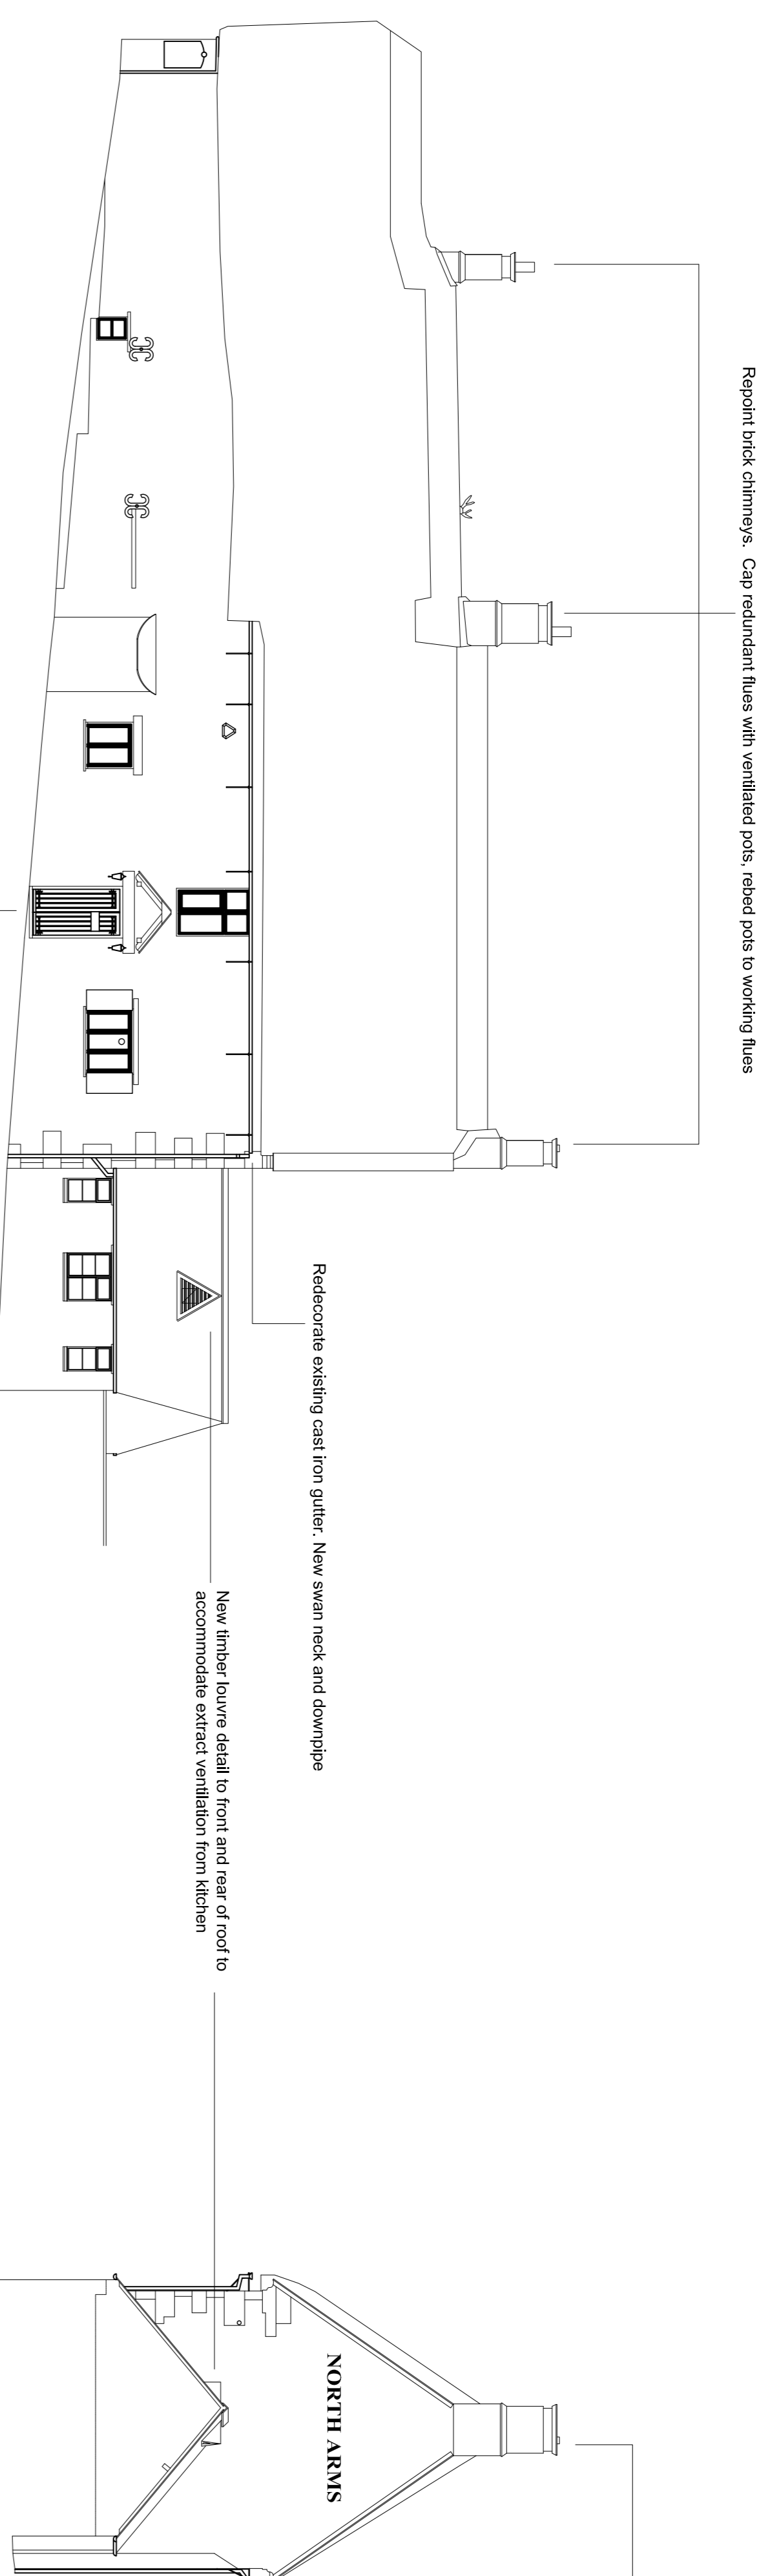 Repoint brick chimneys. Cap redundant flues with ventilated pots, rebed pots to working flues
Redecorate existing cast iron gutter. New swan neck and downpipe
New timber louvre detail to front and rear of roof to
accommodate extract ventilation from kitchen
NORTH ARMS